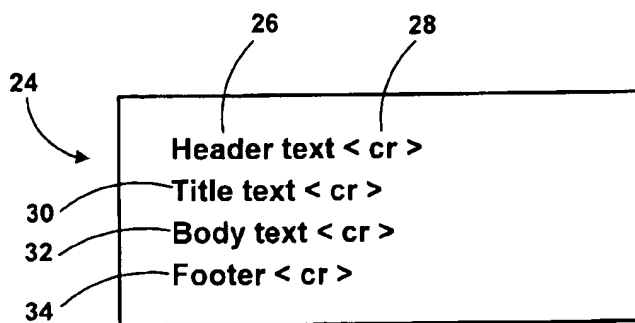 26 28
24
Header text < cr >
Title text < cr >
30
Body text < cr >
32
Footer < cr >
34